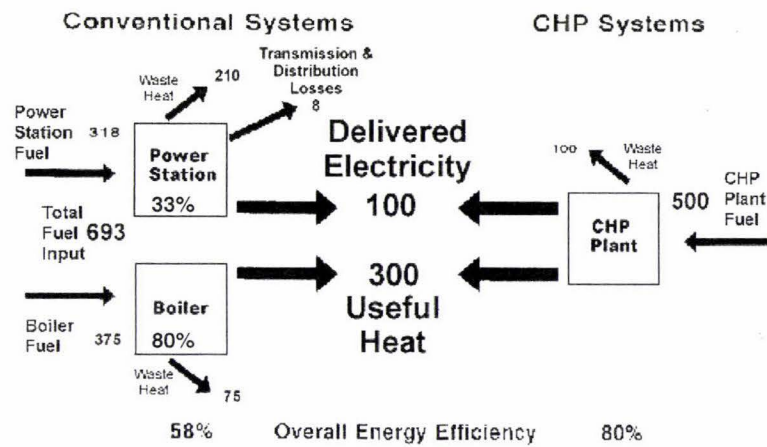 Conventional Systems
CHP Systems
Waste
Heat
210
Transmission &
Distribution
Losses
8
Power
Station
Fuel
318
Power
Station
33%
Delivered
Electricity
100
100
Waste
Heat
CHP
Plant
500
CHP
Plant
Fuel
Total
Fuel
Input
693
300
Useful
Heat
Boiler
80%
Boiler
Fuel
375
Waste
Heat
75
58%
Overall Energy Efficiency
80%